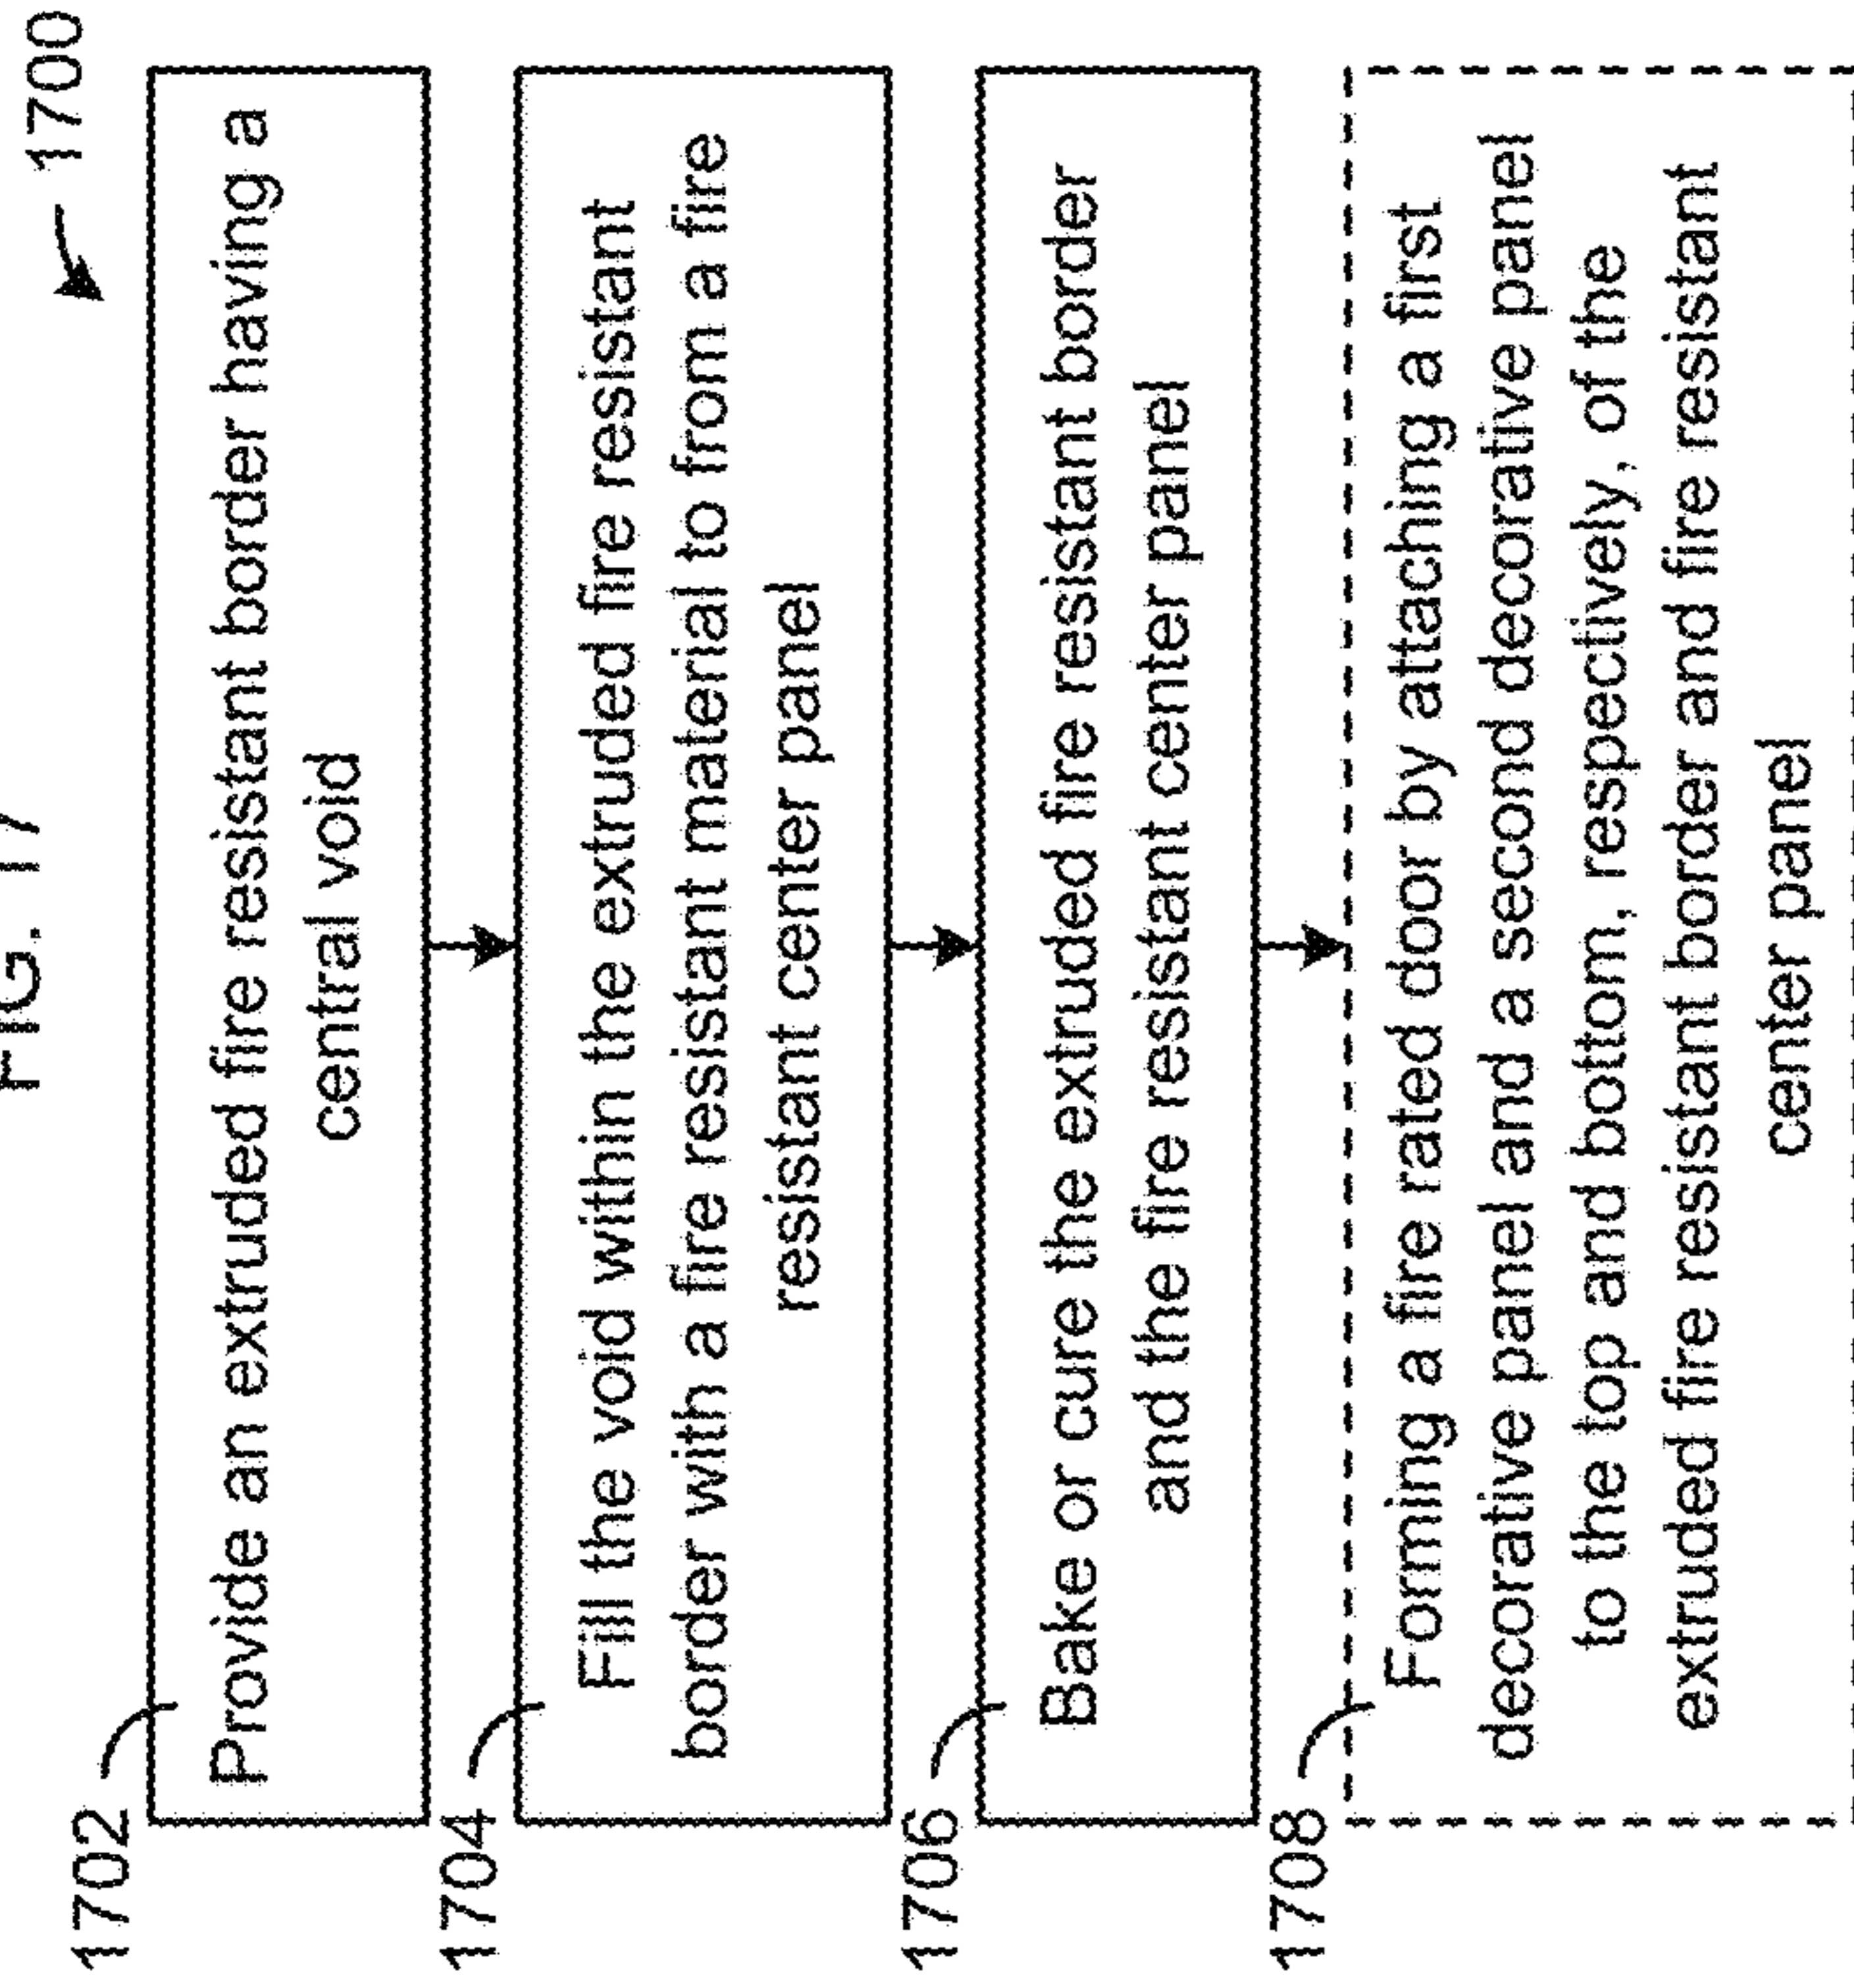 FIG. 17
1700
1702
Provide an extruded fire resistant border having a
central void
1704
Fill the void within the extruded fire resistant
border with a fire resistant material to from a fire
resistant center panel
1706
Bake or cure the extruded fire resistant border
and the fire resistant center panel
1708
Forming a fire rated door by attaching a first
decorative panel and a second decorative panel
to the top and bottom, respectively, of the
extruded fire resistant border and fire resistant
center panel